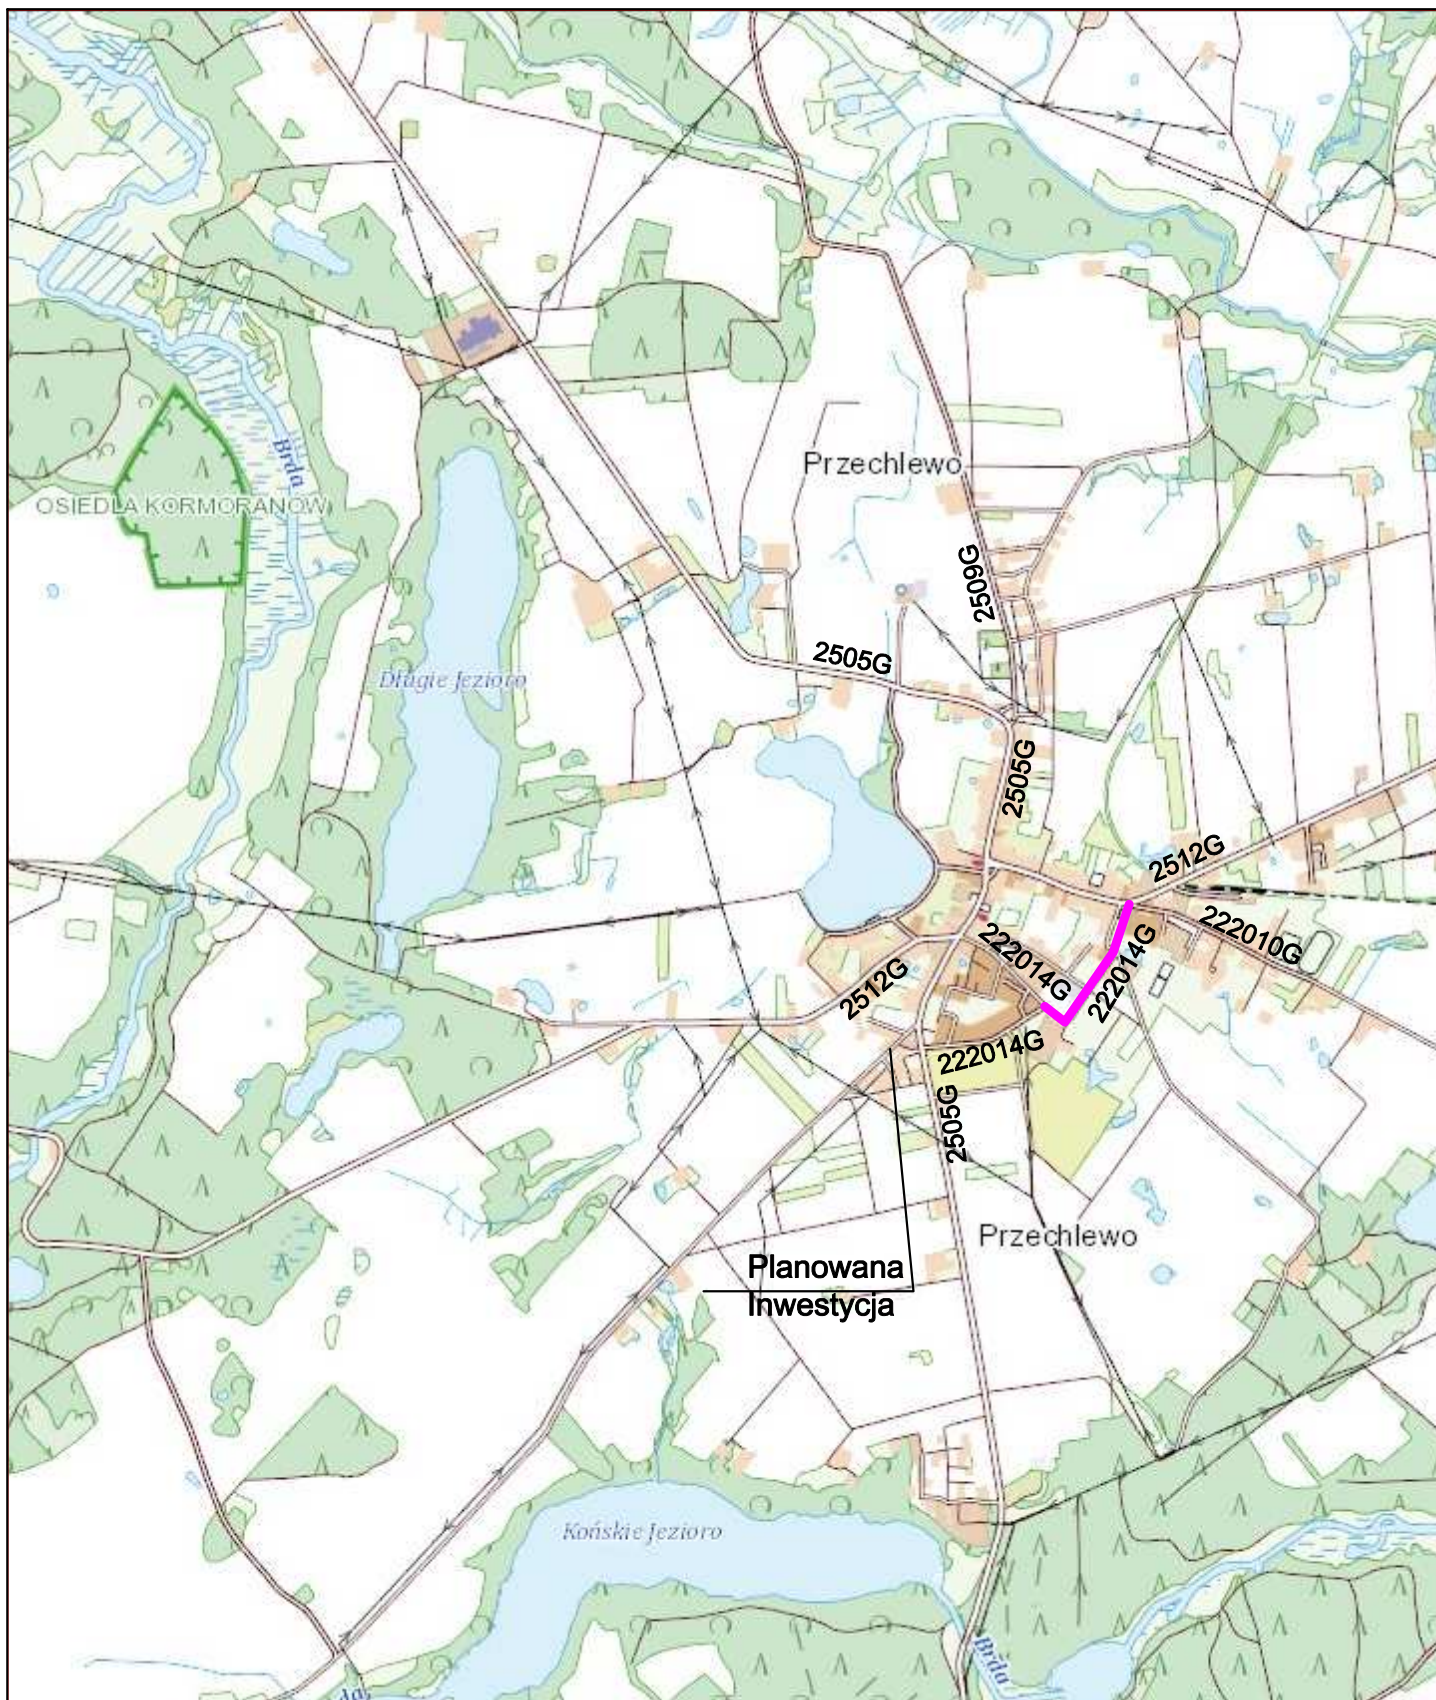 Przechlewo
Brda
OSIEDLA KORMORANÓW
2509G
2505G
Długie Jezioro
2505G
2512G
222010G
222014G
222014G
2512G
222014G
2505G
Przechlewo
Planowana
Inwestycja
Końskie Jezioro
Brda